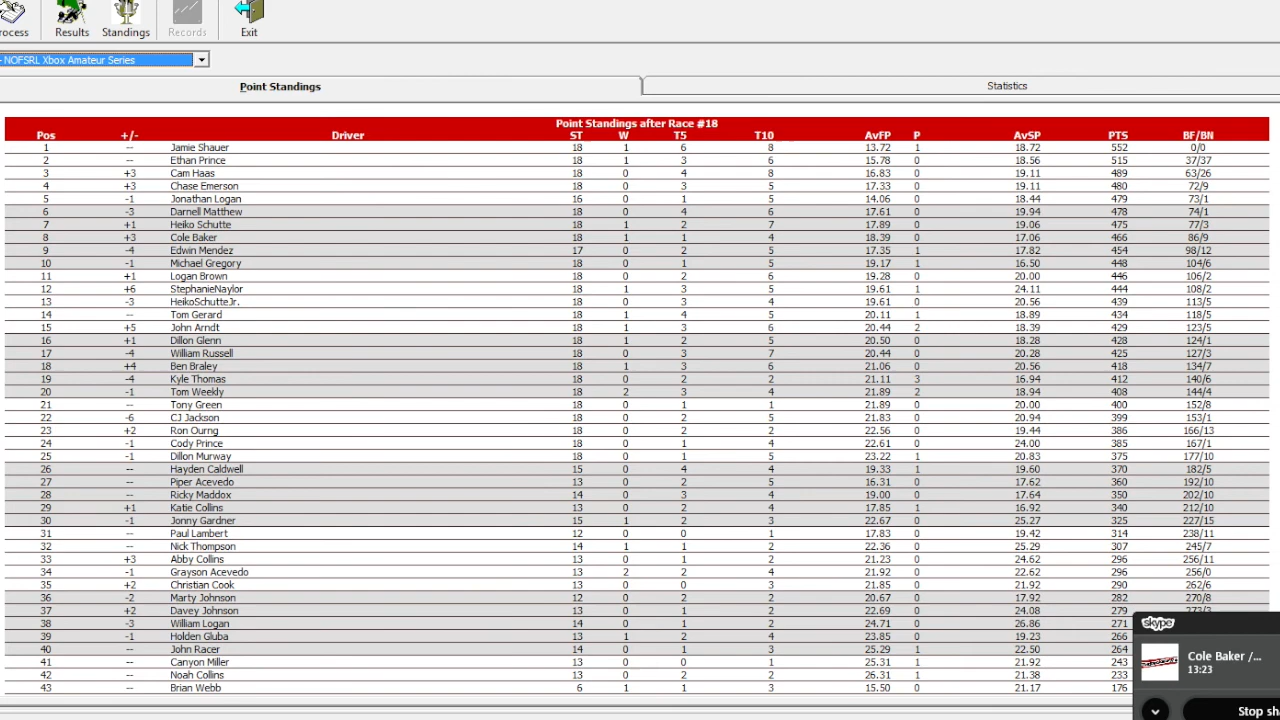 rocess Results Standings Records Exit
- NOFSRL Xbox Amateur Series
Point Standings Statistics
Point Standings after Race #18
Pos +/- Driver ST W T5 T10 AvFP P AvSP PTS BF/BN
1 -- Jamie Shauer 18 1 6 8 13.72 1 18.72 552 0/0
2 -- Ethan Prince 18 1 3 6 15.78 0 18.56 515 37/37
3 +3 Cam Haas 18 0 4 8 16.83 0 19.11 489 63/26
4 +3 Chase Emerson 18 0 3 5 17.33 0 19.11 480 72/9
5 -1 Jonathan Logan 16 0 1 5 14.06 0 18.44 479 73/1
6 -3 Darnell Matthew 18 0 4 6 17.61 0 19.94 478 74/1
7 +1 Heiko Schutte 18 1 2 7 17.89 0 19.06 475 77/3
8 +3 Cole Baker 18 1 1 4 18.39 0 17.06 466 86/9
9 -4 Edwin Mendez 17 0 2 5 17.35 1 17.82 454 98/12
10 -1 Michael Gregory 18 0 1 5 19.17 1 16.50 448 104/6
11 +1 Logan Brown 18 0 2 6 19.28 0 20.00 446 106/2
12 +6 StephanieNaylor 18 1 3 5 19.61 1 24.11 444 108/2
13 -3 HeikoSchutteJr. 18 0 3 4 19.61 0 20.56 439 113/5
14 -- Tom Gerard 18 1 4 5 20.11 1 18.89 434 118/5
15 +5 John Arndt 18 1 3 6 20.44 2 18.39 429 123/5
16 +1 Dillon Glenn 18 1 2 5 20.50 0 18.28 428 124/1
17 -4 William Russell 18 0 3 7 20.44 0 20.28 425 127/3
18 +4 Ben Braley 18 1 3 6 21.06 0 20.56 418 134/7
19 -4 Kyle Thomas 18 0 2 2 21.11 3 16.94 412 140/6
20 -1 Tom Weekly 18 2 3 4 21.89 2 18.94 408 144/4
21 -- Tony Green 18 0 1 1 21.89 0 20.00 400 152/8
22 -6 CJ Jackson 18 0 2 5 21.83 0 20.94 399 153/1
23 +2 Ron Ourng 18 0 2 2 22.56 0 19.44 386 166/13
24 -1 Cody Prince 18 0 1 4 22.61 0 24.00 385 167/1
25 -1 Dillon Murway 18 0 1 5 23.22 1 20.83 375 177/10
26 -- Hayden Caldwell 15 0 4 4 19.33 1 19.60 370 182/5
27 -- Piper Acevedo 13 0 2 5 16.31 0 17.62 360 192/10
28 -- Ricky Maddox 14 0 3 4 19.00 0 17.64 350 202/10
29 +1 Katie Collins 13 0 2 4 17.85 1 16.92 340 212/10
30 -1 Jonny Gardner 15 1 2 3 22.67 0 25.27 325 227/15
31 -- Paul Lambert 12 0 0 1 17.83 0 19.42 314 238/11
32 -- Nick Thompson 14 1 1 2 22.36 0 25.29 307 245/7
33 +3 Abby Collins 13 0 1 2 21.23 0 24.62 296 256/11
34 -1 Grayson Acevedo 13 2 2 4 21.92 0 22.62 296 256/0
35 +2 Christian Cook 13 0 0 3 21.85 0 21.92 290 262/6
36 -2 Marty Johnson 12 0 2 2 20.67 0 17.92 282 270/8
37 +2 Davey Johnson 13 0 1 2 22.69 0 24.08 279 273/3
38 -3 William Logan 14 0 1 2 24.71 0 26.86 271
39 -1 Holden Gluba 13 1 2 4 23.85 0 19.23 266
40 -- John Racer 14 0 1 3 25.29 1 22.50 264
41 -- Canyon Miller 13 0 0 1 25.31 1 21.92 243
42 -- Noah Collins 13 0 2 2 26.31 1 21.38 233
43 -- Brian Webb 6 1 1 3 15.50 0 21.17 176
skype
Cole Baker /...
13:23
Stop sh